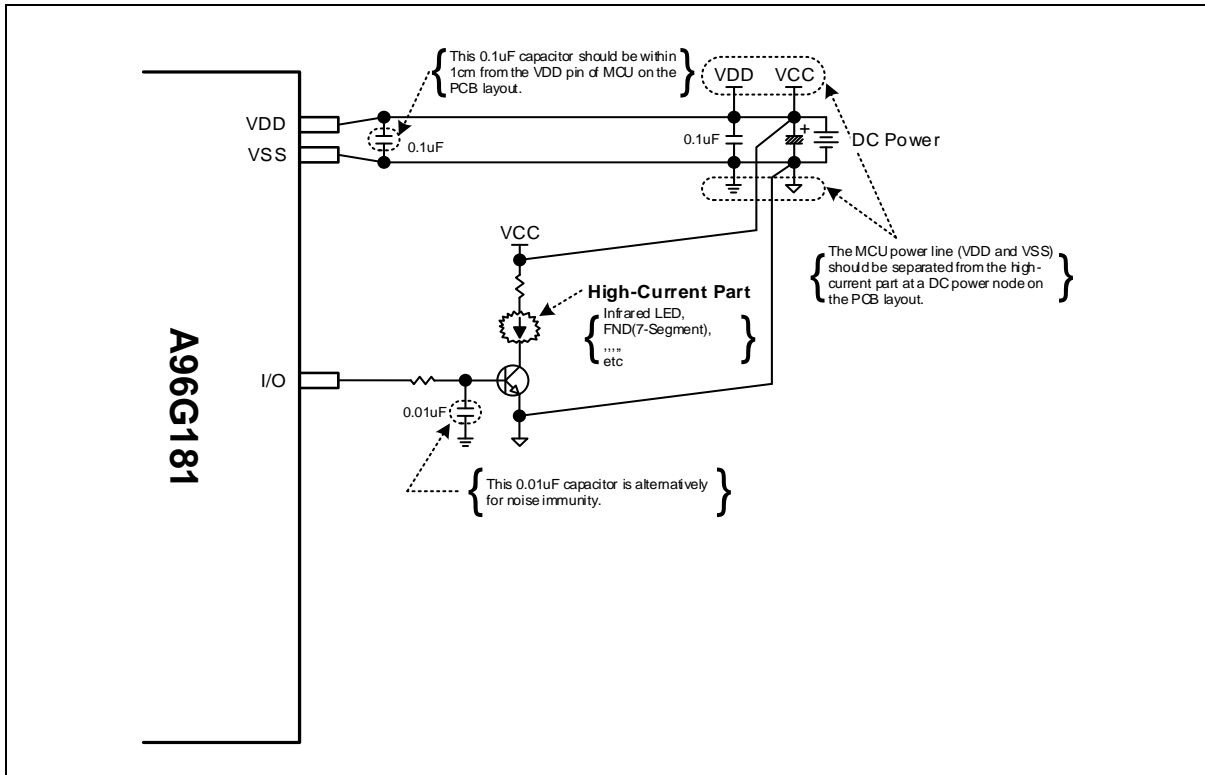 This 0.1uF capacitor should be within
1cm from the VDD pin of MCU on the
PCB layout.
VDD VCC
VDD
VSS
0.1uF
0.1uF
+
DC Power
VCC
The MCU power line (VDD and VSS)
should be separated from the high-
current part at a DC power node on
the PCB layout.
High-Current Part
Infrared LED,
FND(7-Segment),
,,,,,
etc
A96G181
I/O
0.01uF
This 0.01uF capacitor is alternatively
for noise immunity.